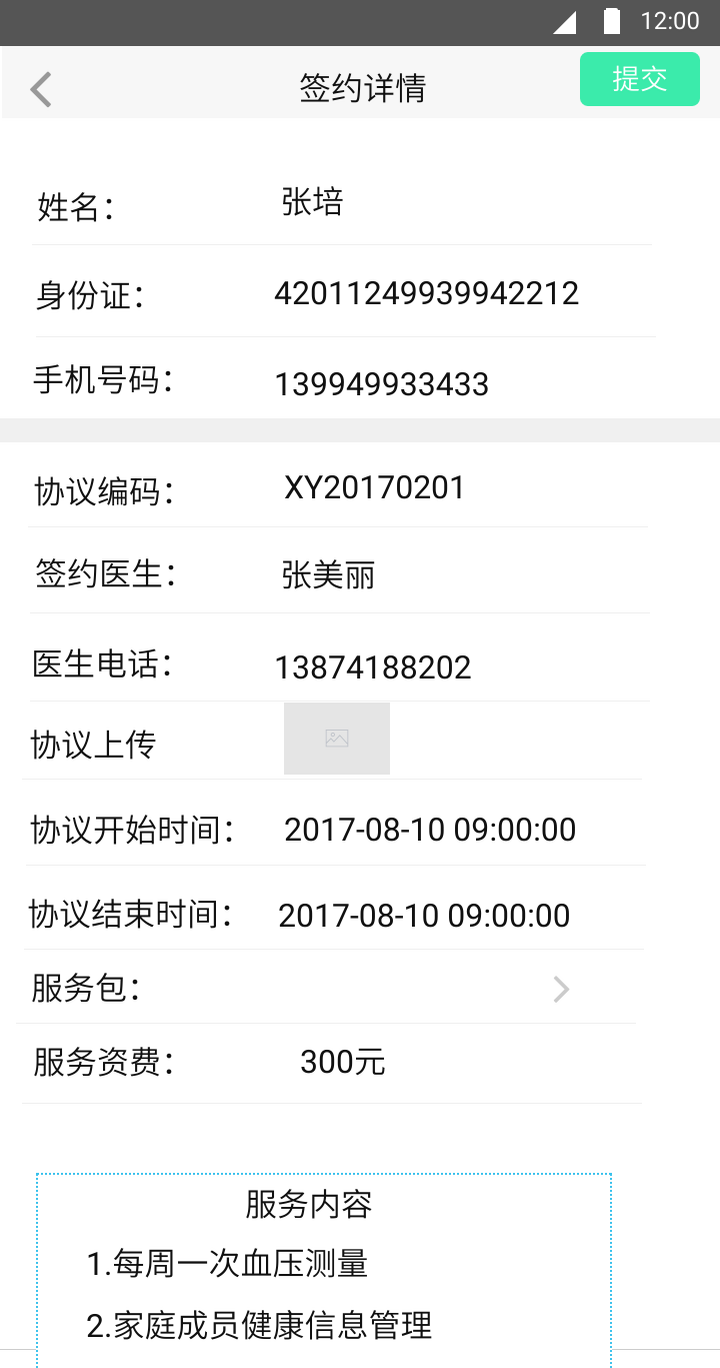 12:00
签约详情
提交
姓名：
张培
身份证：
42011249939942212
手机号码：
139949933433
协议编码：
XY20170201
签约医生：
张美丽
医生电话：
13874188202
协议上传
协议开始时间：
2017-08-10 09:00:00
协议结束时间：
2017-08-10 09:00:00
服务包：
服务资费：
300元
服务内容
1.每周一次血压测量
2.家庭成员健康信息管理